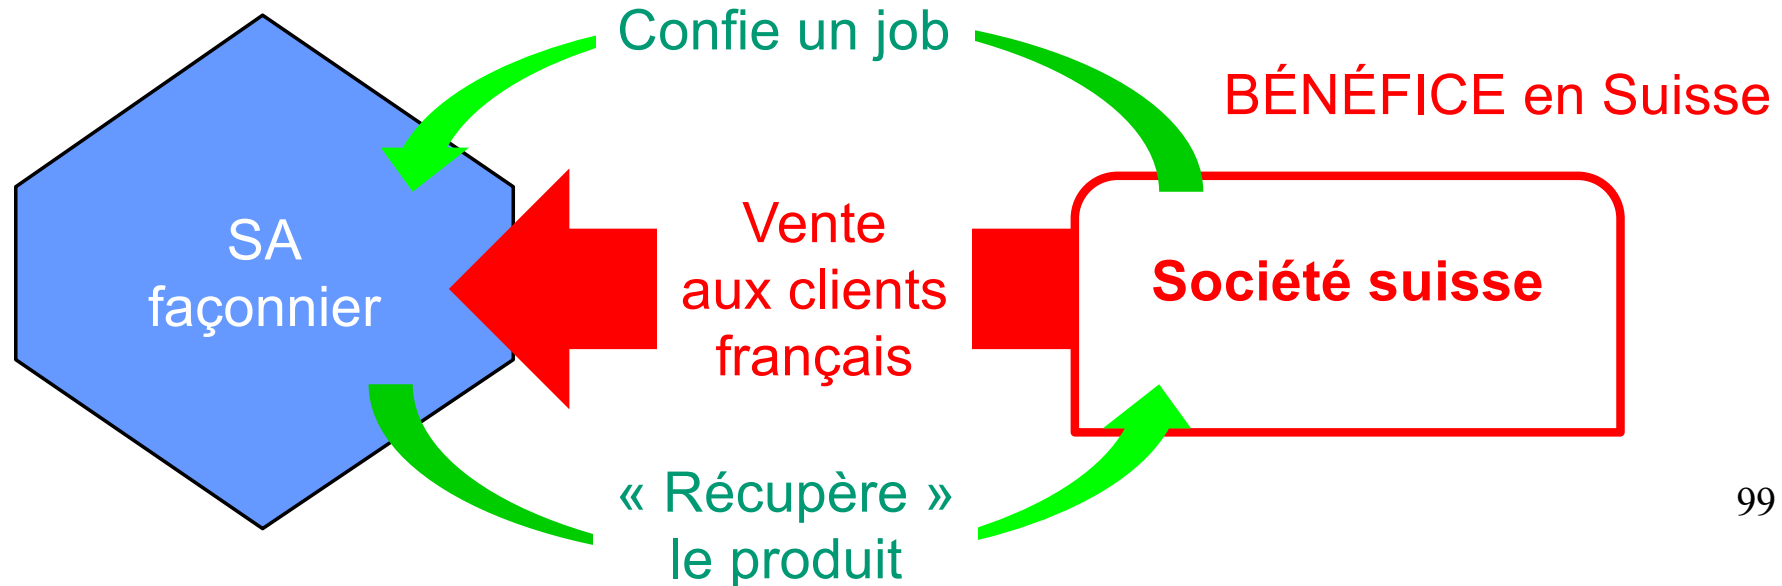 Confie un job
BÉNÉFICE en Suisse
SA
façonnier
Vente
aux clients
français
Société suisse
« Récupère »
le produit
99